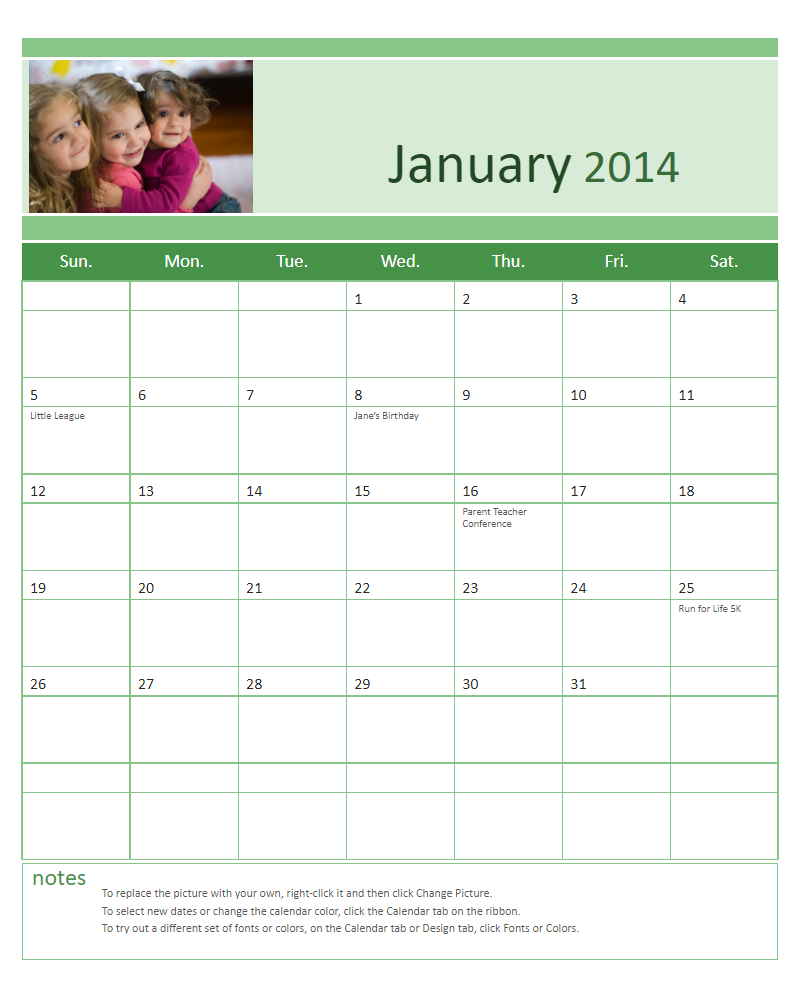 January 2014
Sun. Mon. Tue. Wed. Thu. Fri. Sat.
1 2 3 4
5 6 7 8 9 10 11
Little League Jane's Birthday
12 13 14 15 16 17 18
Parent Teacher
Conference
19 20 21 22 23 24 25
Run for Life 5K
26 27 28 29 30 31
notes
To replace the picture with your own, right-click it and then click Change Picture.
To select new dates or change the calendar color, click the Calendar tab on the ribbon.
To try out a different set of fonts or colors, on the Calendar tab or Design tab, click Fonts or Colors.